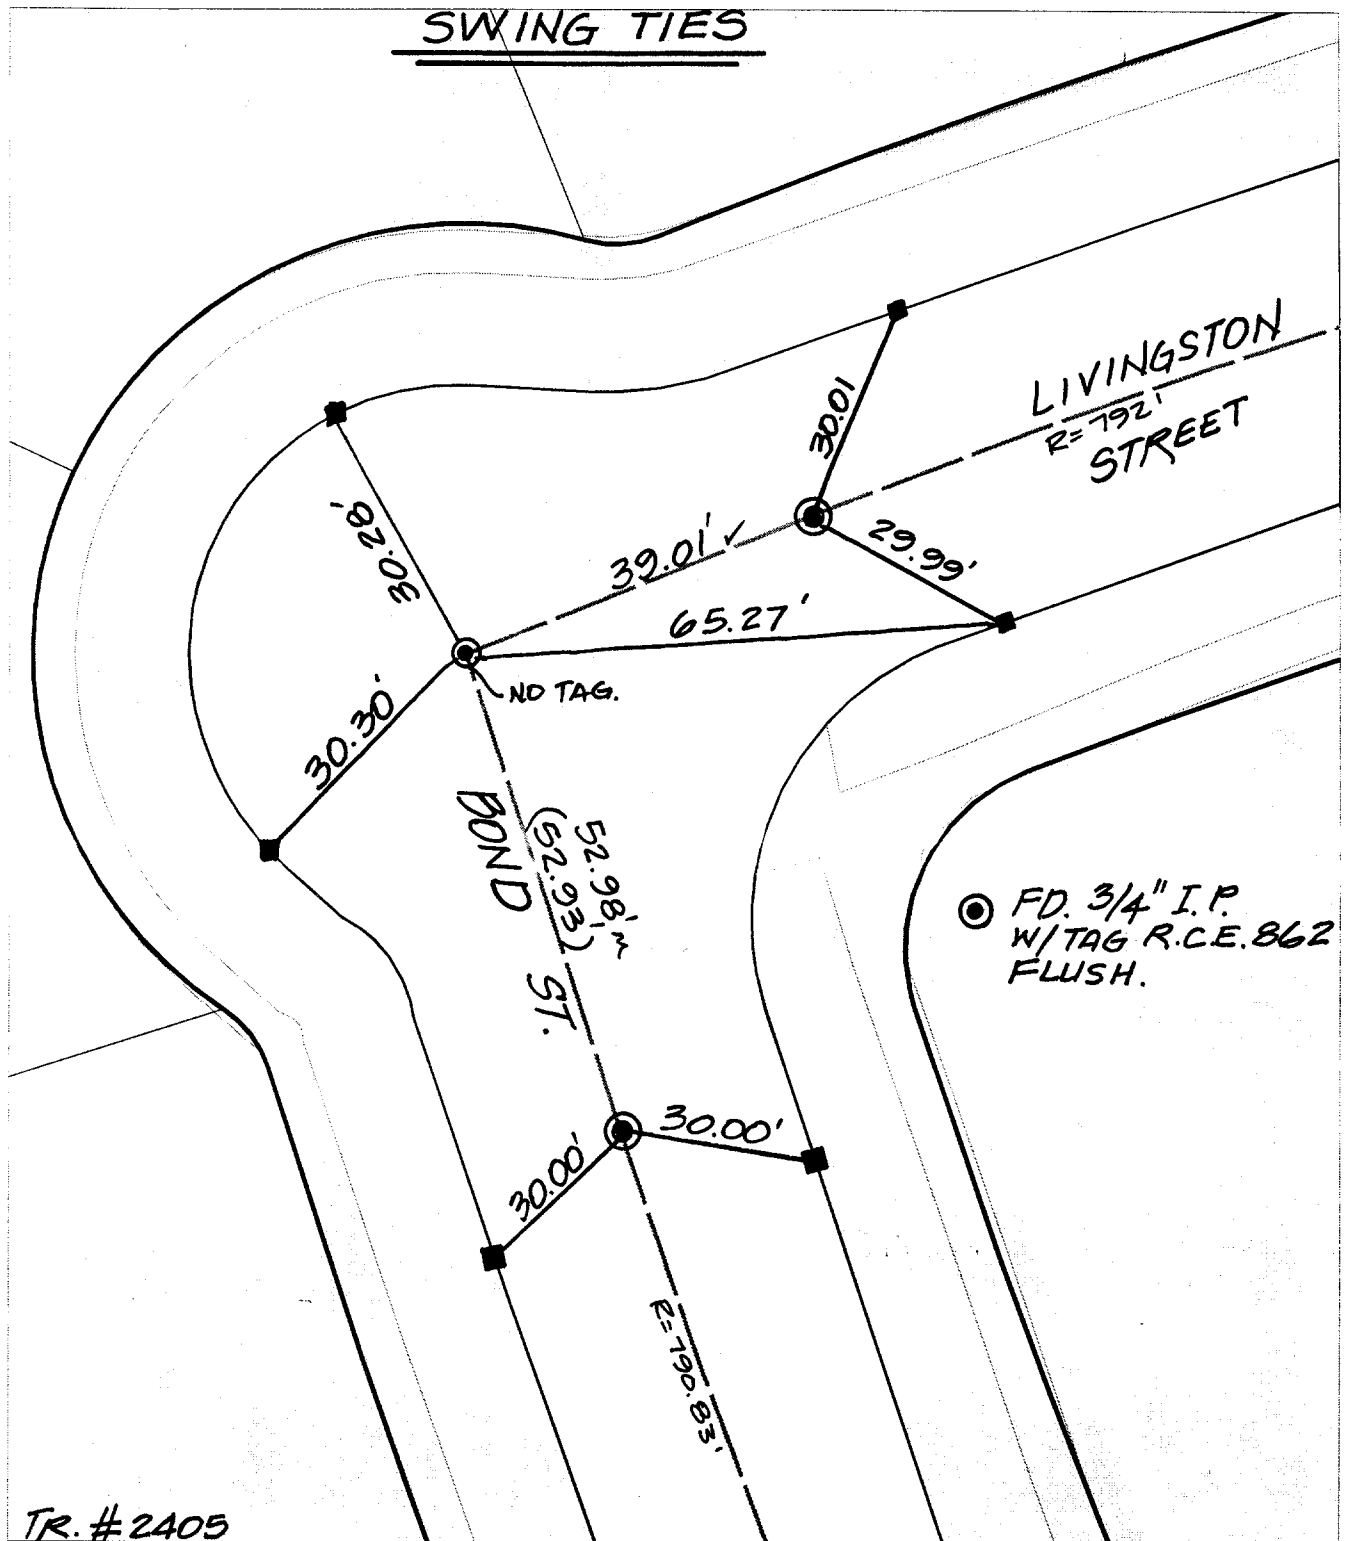 SWING TIES
LIVINGSTON
R=792'
STREET
30.01
39.01' ✓
29.99'
65.27'
30.28'
NO TAG.
30.30'
BOND ST.
52.98' m
(52.93')
FD. 3/4" I.P.
W/TAG R.C.E. 862
FLUSH.
30.00'
30.00'
R=790.83'
TR. #2405